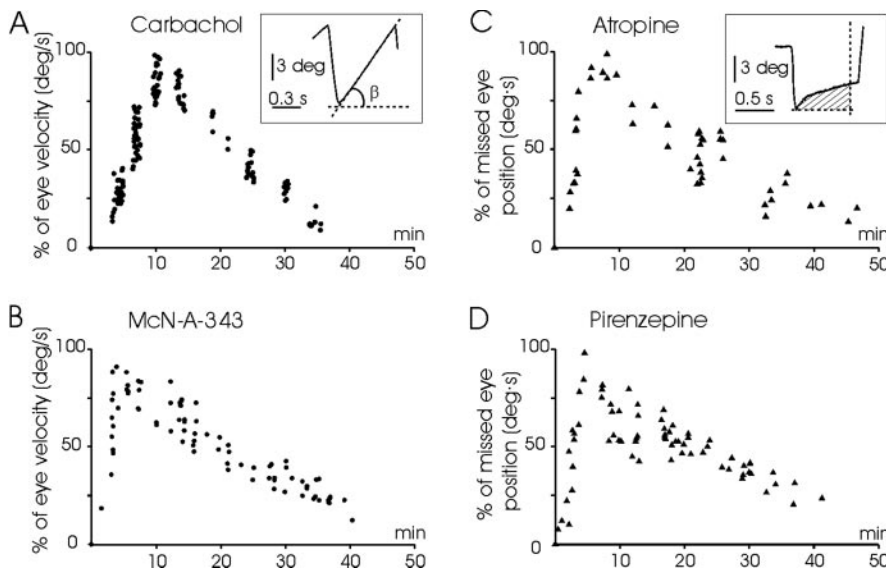 A
Carbachol
% of eye velocity (deg/s)
100
50
0
10
20
30
40
50
min
3 deg
0.3 s
β
C
Atropine
% of missed eye
position (deg·s)
100
50
0
10
20
30
40
50
min
3 deg
0.5 s
B
McN-A-343
% of eye velocity (deg/s)
100
50
0
10
20
30
40
50
min
D
Pirenzepine
% of missed eye
position (deg·s)
100
50
0
10
20
30
40
50
min